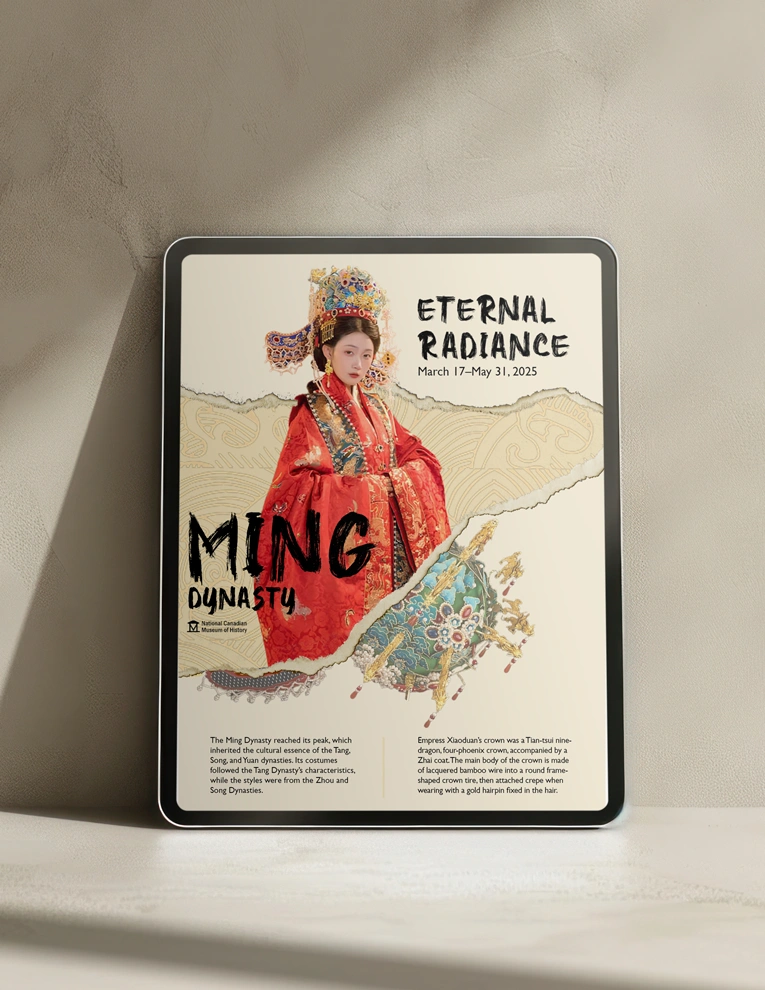 ETERNAL
RADIANCE
March 17–May 31, 2025
MING
DYNASTY
National Canadian
Museum of History
The Ming Dynasty reached its peak, which
inherited the cultural essence of the Tang,
Song, and Yuan dynasties. Its costumes
followed the Tang Dynasty's characteristics,
while the styles were from the Zhou and
Song Dynasties.
Empress Xiaoduan's crown was a Tian-tsui nine-
dragon, four-phoenix crown, accompanied by a
Zhai coat. The main body of the crown is made
of lacquered bamboo wire into a round frame-
shaped crown tire, then attached crepe when
wearing with a gold hairpin fixed in the hair.